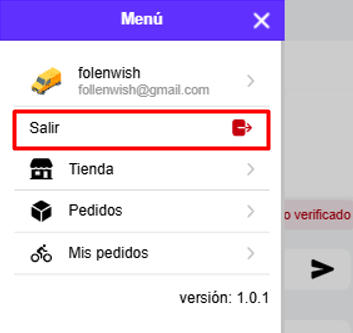 Menú
folenwish
follenwish@gmail.com
Salir
Tienda
o verificado
Pedidos
Mis pedidos
versión: 1.0.1